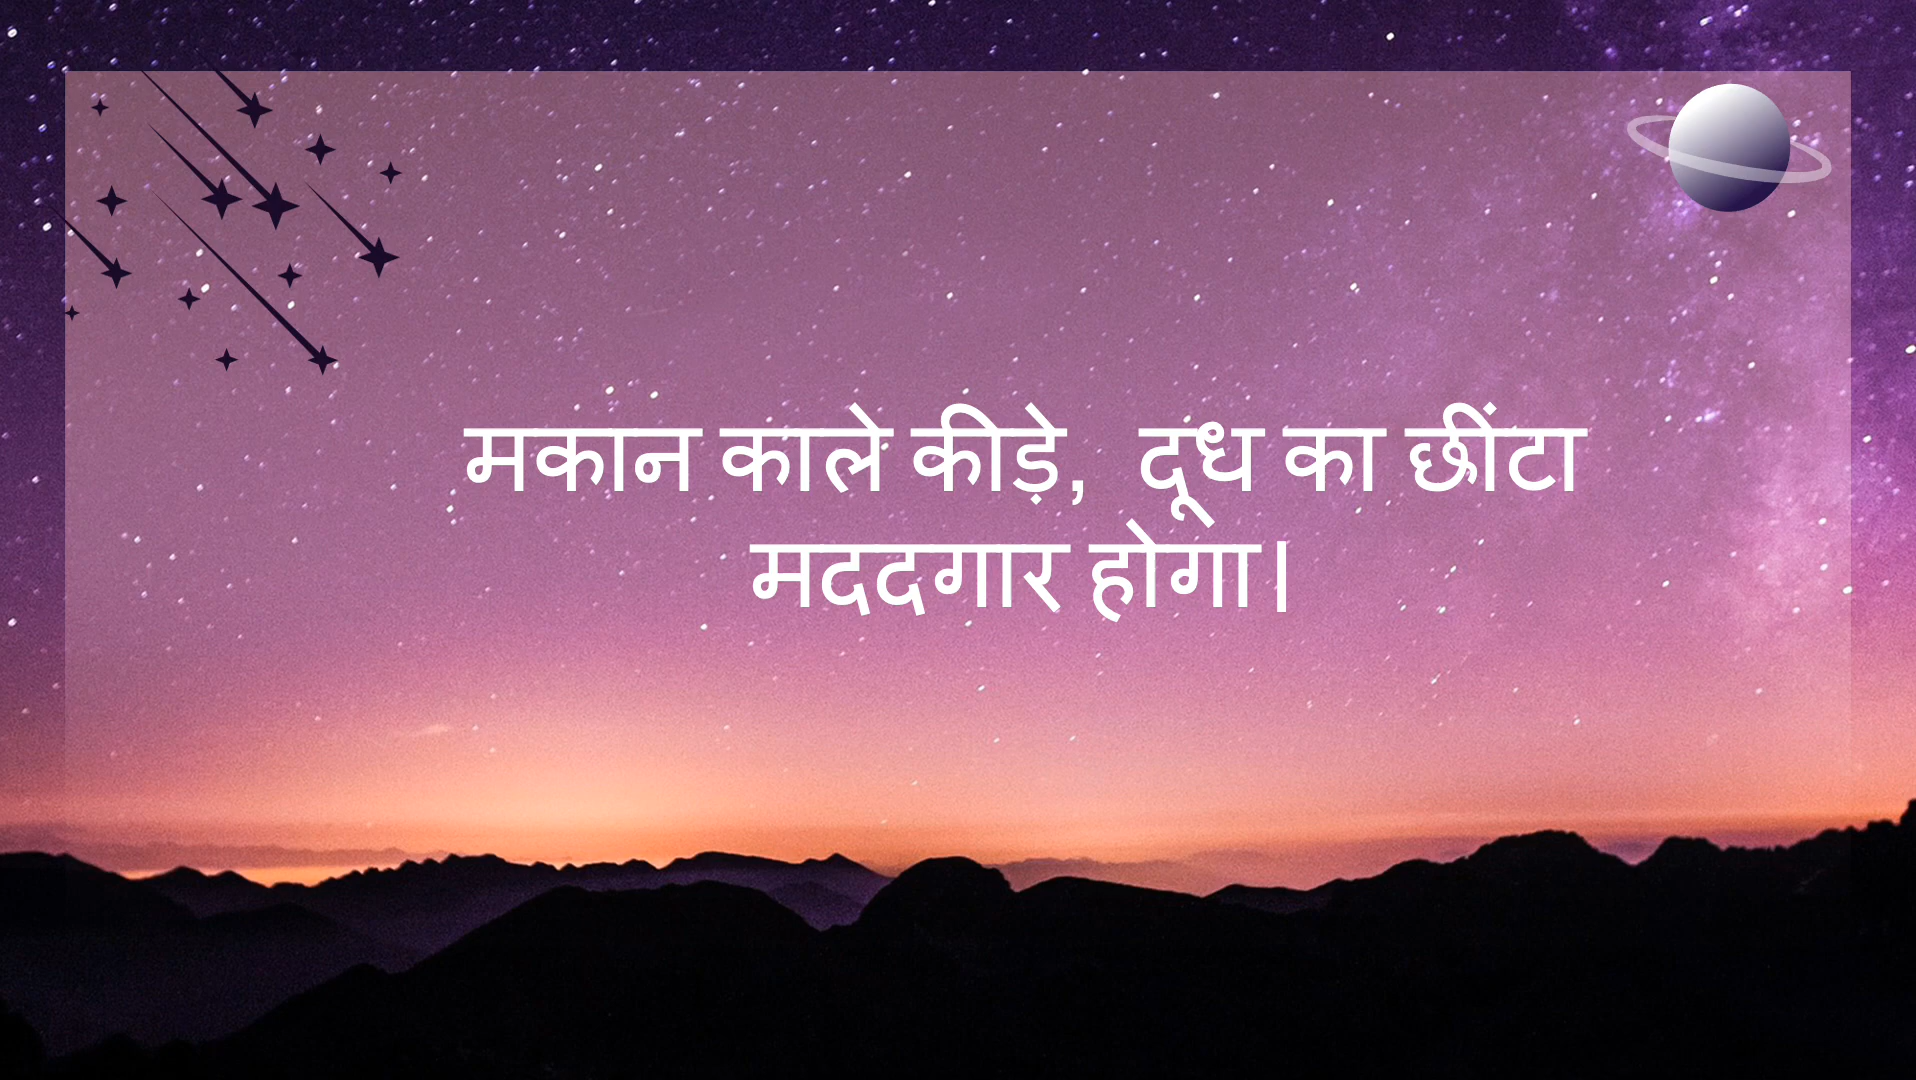 मकान काले कीड़े,  दूध का छींटा
मददगार होगा।